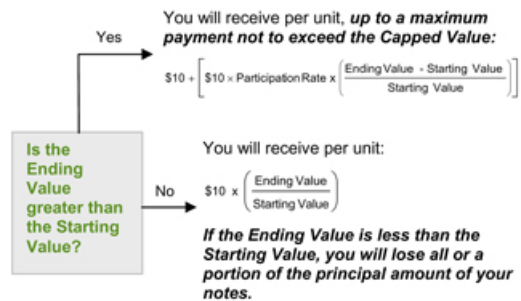 You will receive per unit, up to a maximum
payment not to exceed the Capped Value:
Yes
$10 + [$10 × Participation Rate x (Ending Value - Starting Value / Starting Value)]
Is the
Ending
Value
greater than
the Starting
Value?
You will receive per unit:
No
$10 x (Ending Value / Starting Value)
If the Ending Value is less than the
Starting Value, you will lose all or a
portion of the principal amount of your
notes.